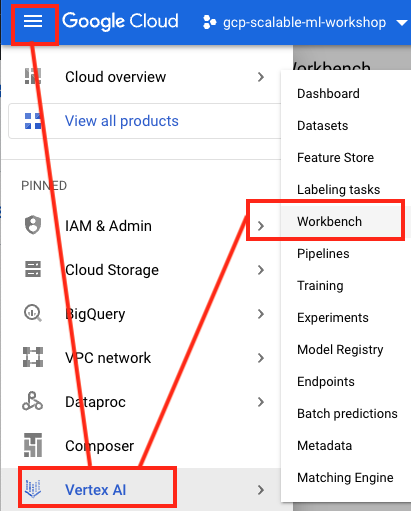 Google Cloud
gcp-scalable-ml-workshop
Cloud overview
View all products
PINNED
IAM & Admin
Cloud Storage
BigQuery
VPC network
Dataproc
Composer
Vertex AI
Workbench
Dashboard
Datasets
Feature Store
Labeling tasks
Workbench
Pipelines
Training
Experiments
Model Registry
Endpoints
Batch predictions
Metadata
Matching Engine